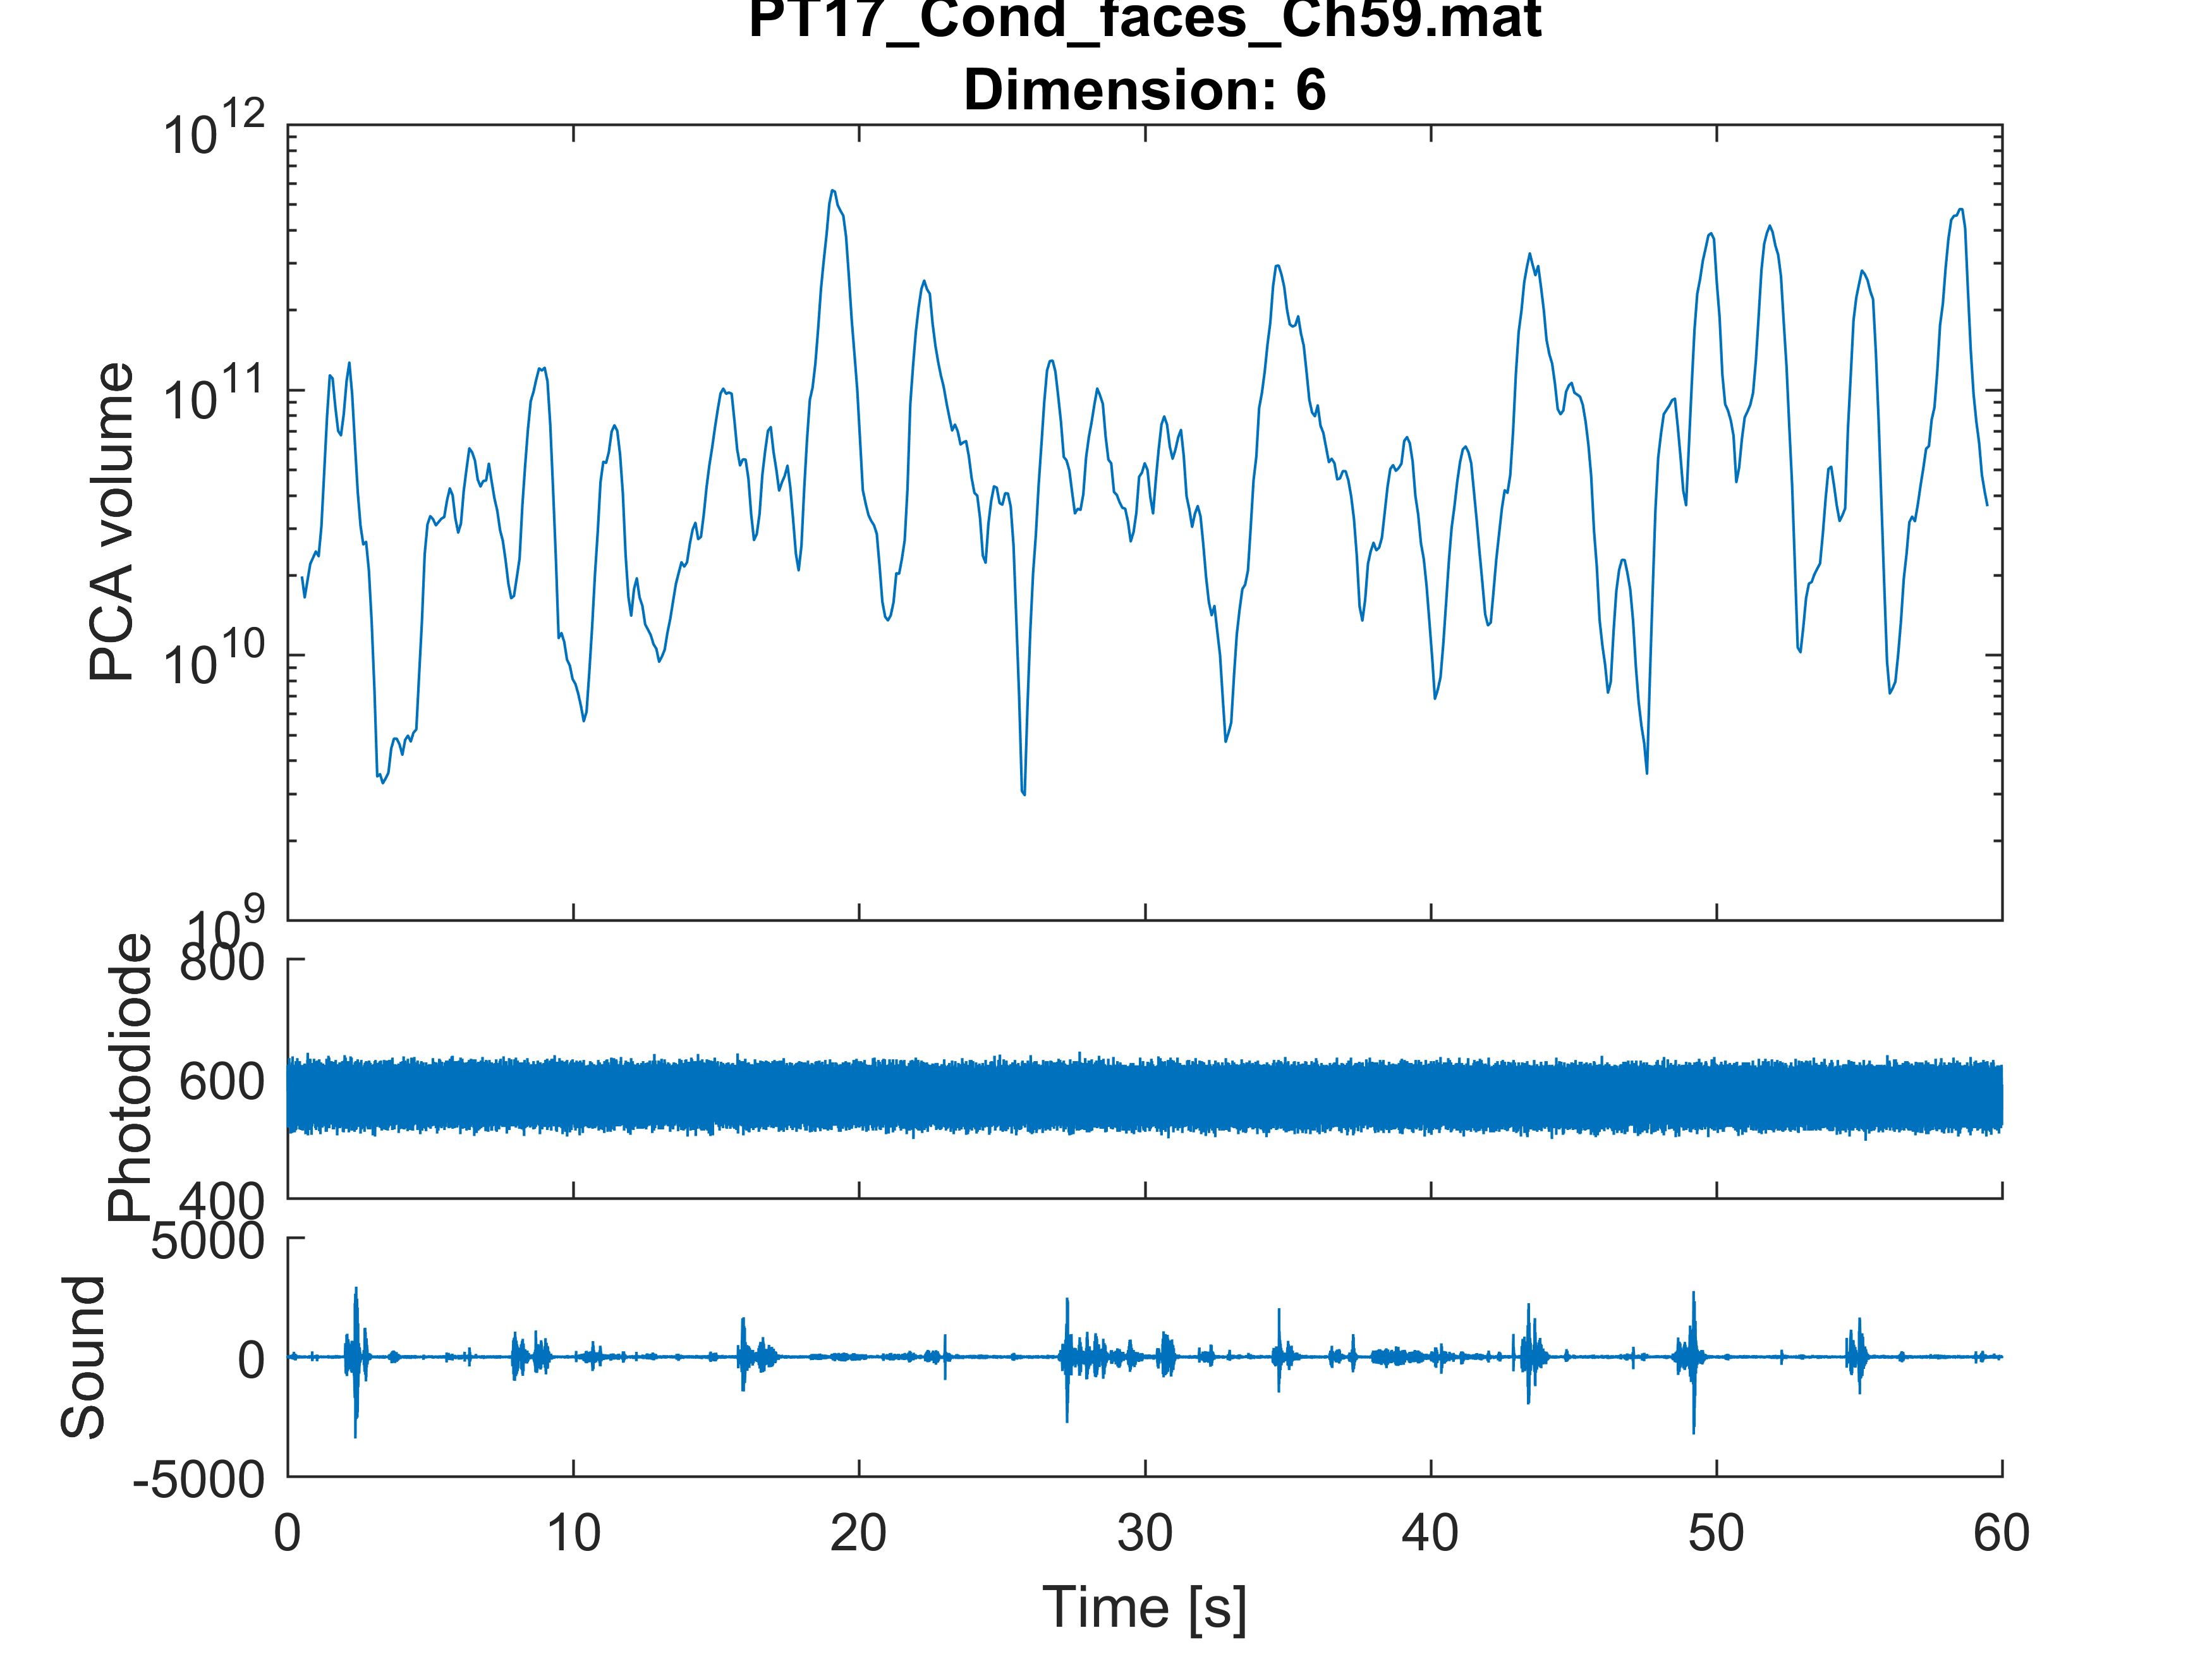 PT17_Cond_faces_Ch59.mat
Dimension: 6
10^12
10^11
10^10
10^9
PCA volume
800
600
400
Photodiode
5000
0
-5000
Sound
0 10 20 30 40 50 60
Time [s]